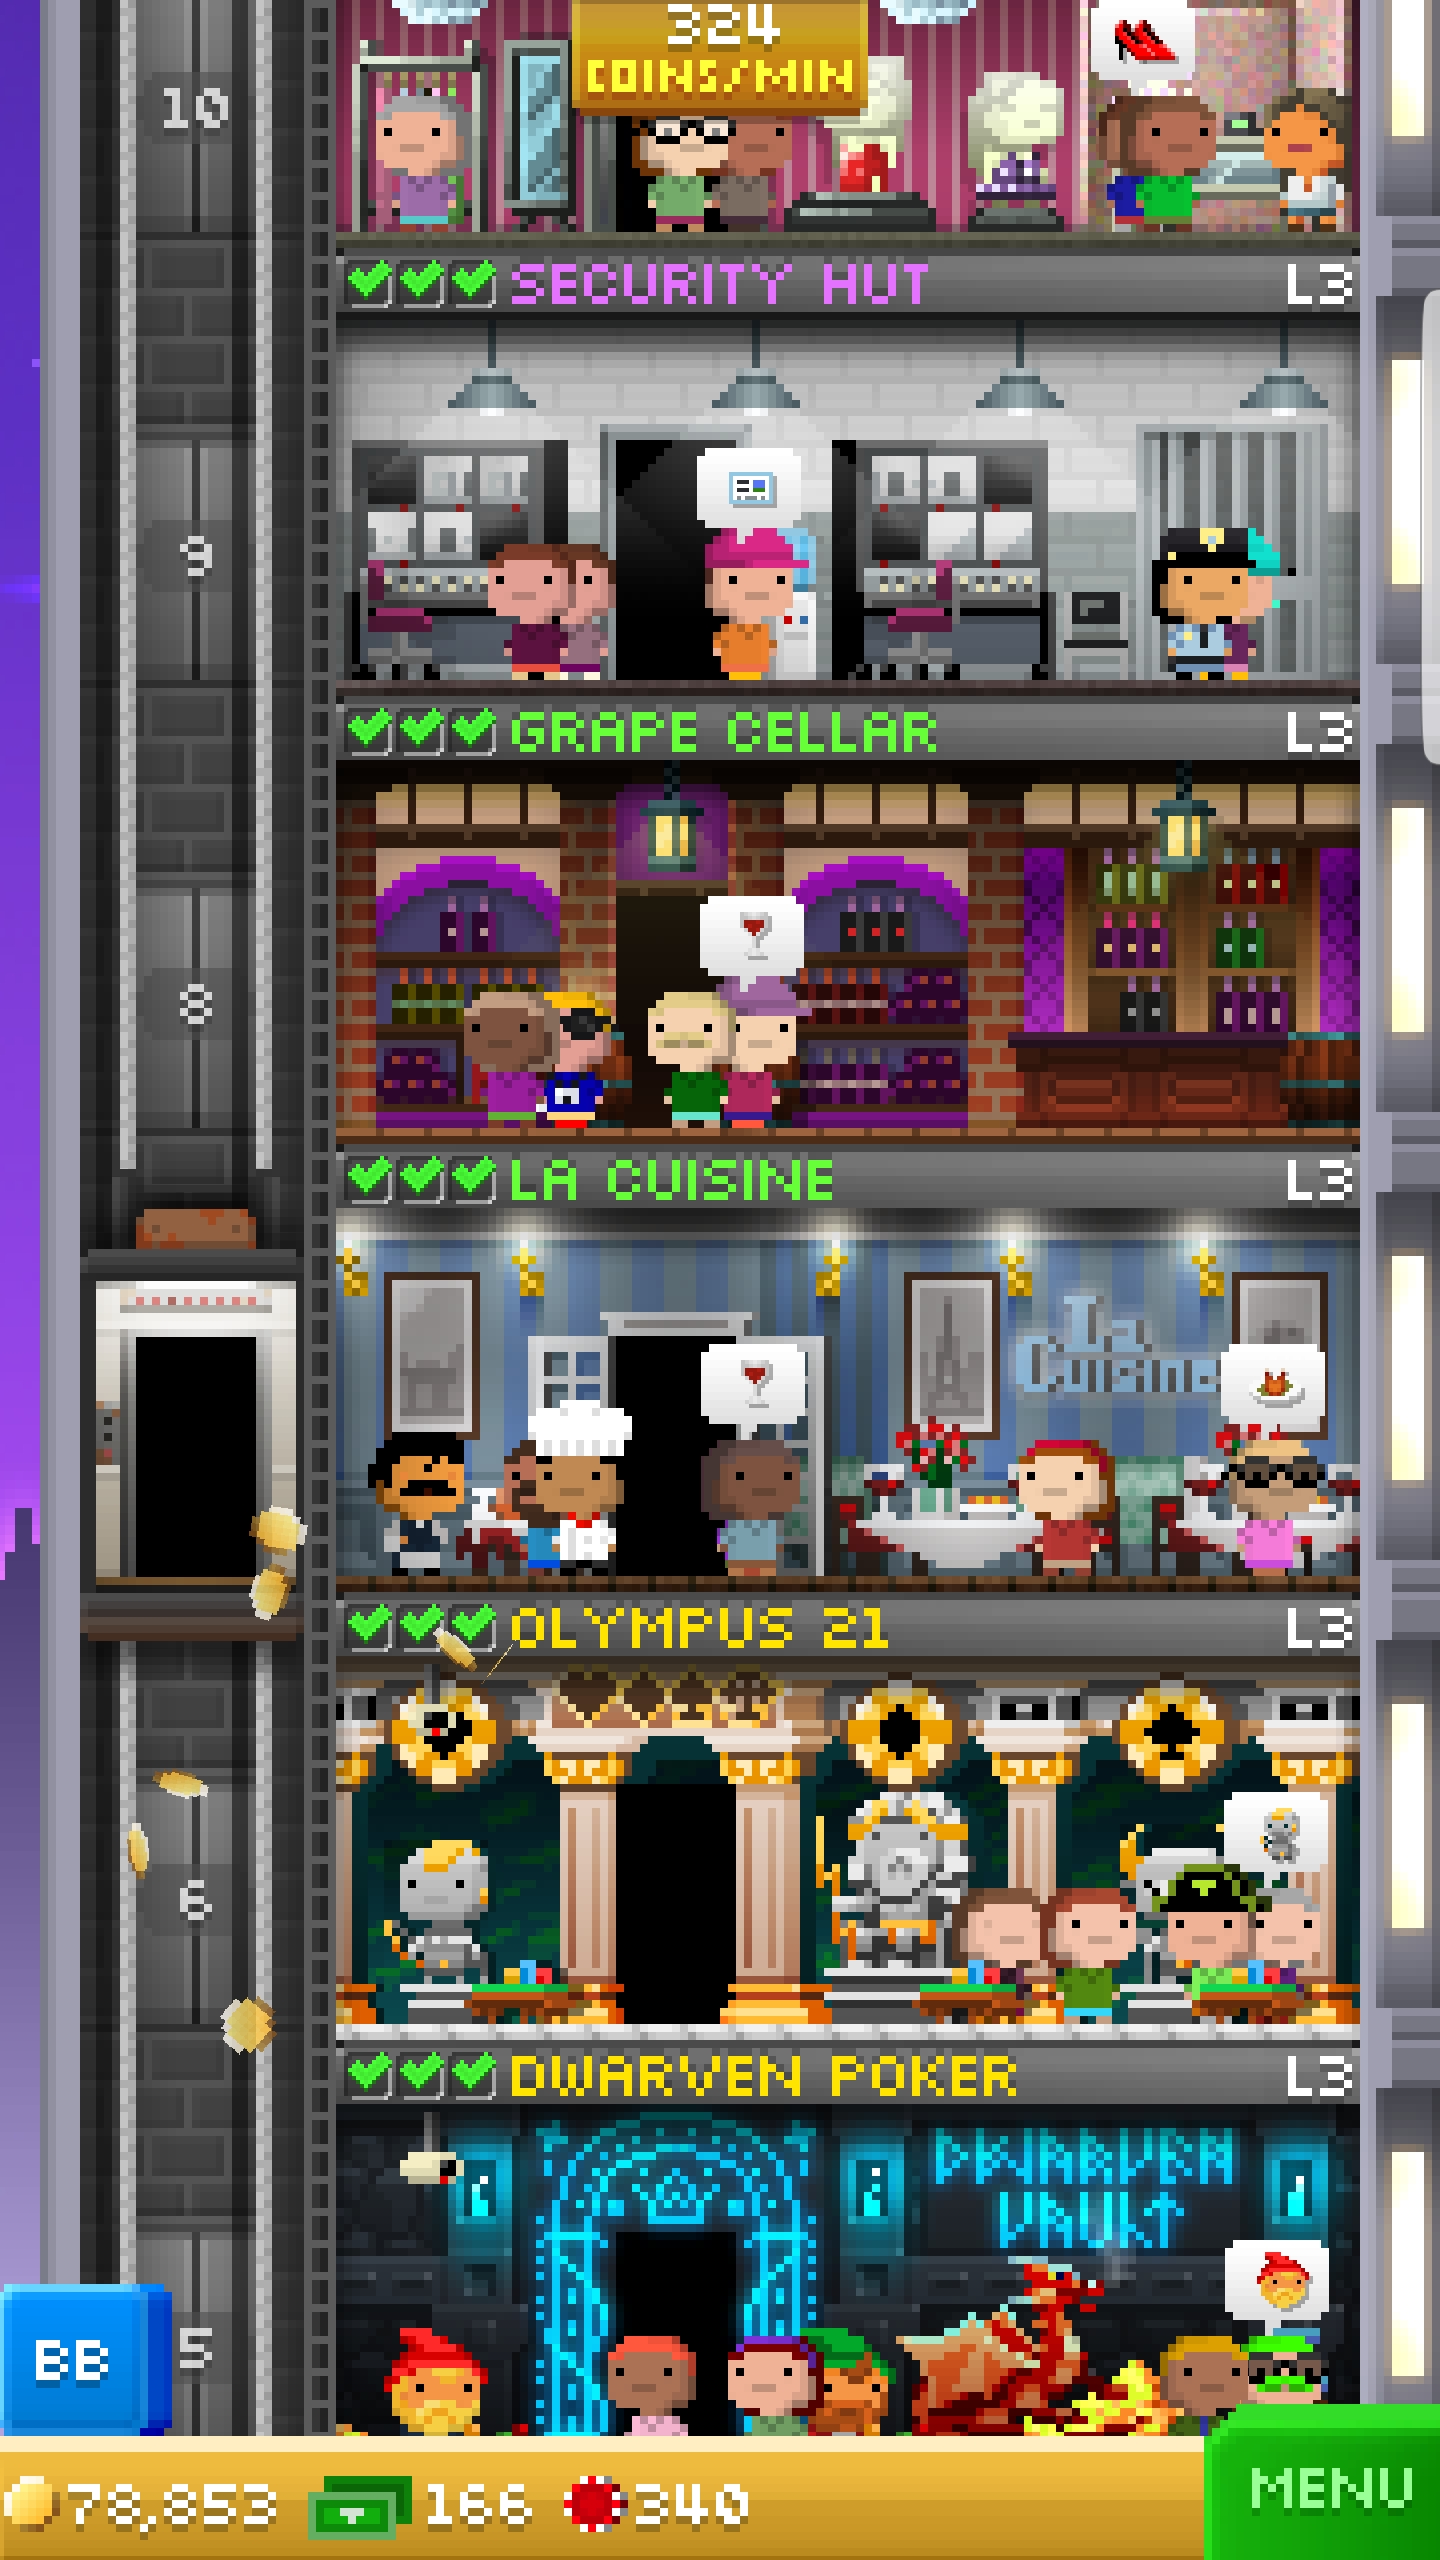 324
COINS/MIN
10
SECURITY HUT L3
9
GRAPE CELLAR L3
8
LA CUISINE L3
La
Cuisine
OLYMPUS 21 L3
6
DWARVEN POKER L3
DWARVEN
VAULT
BB
5
78,853 166 340
MENU